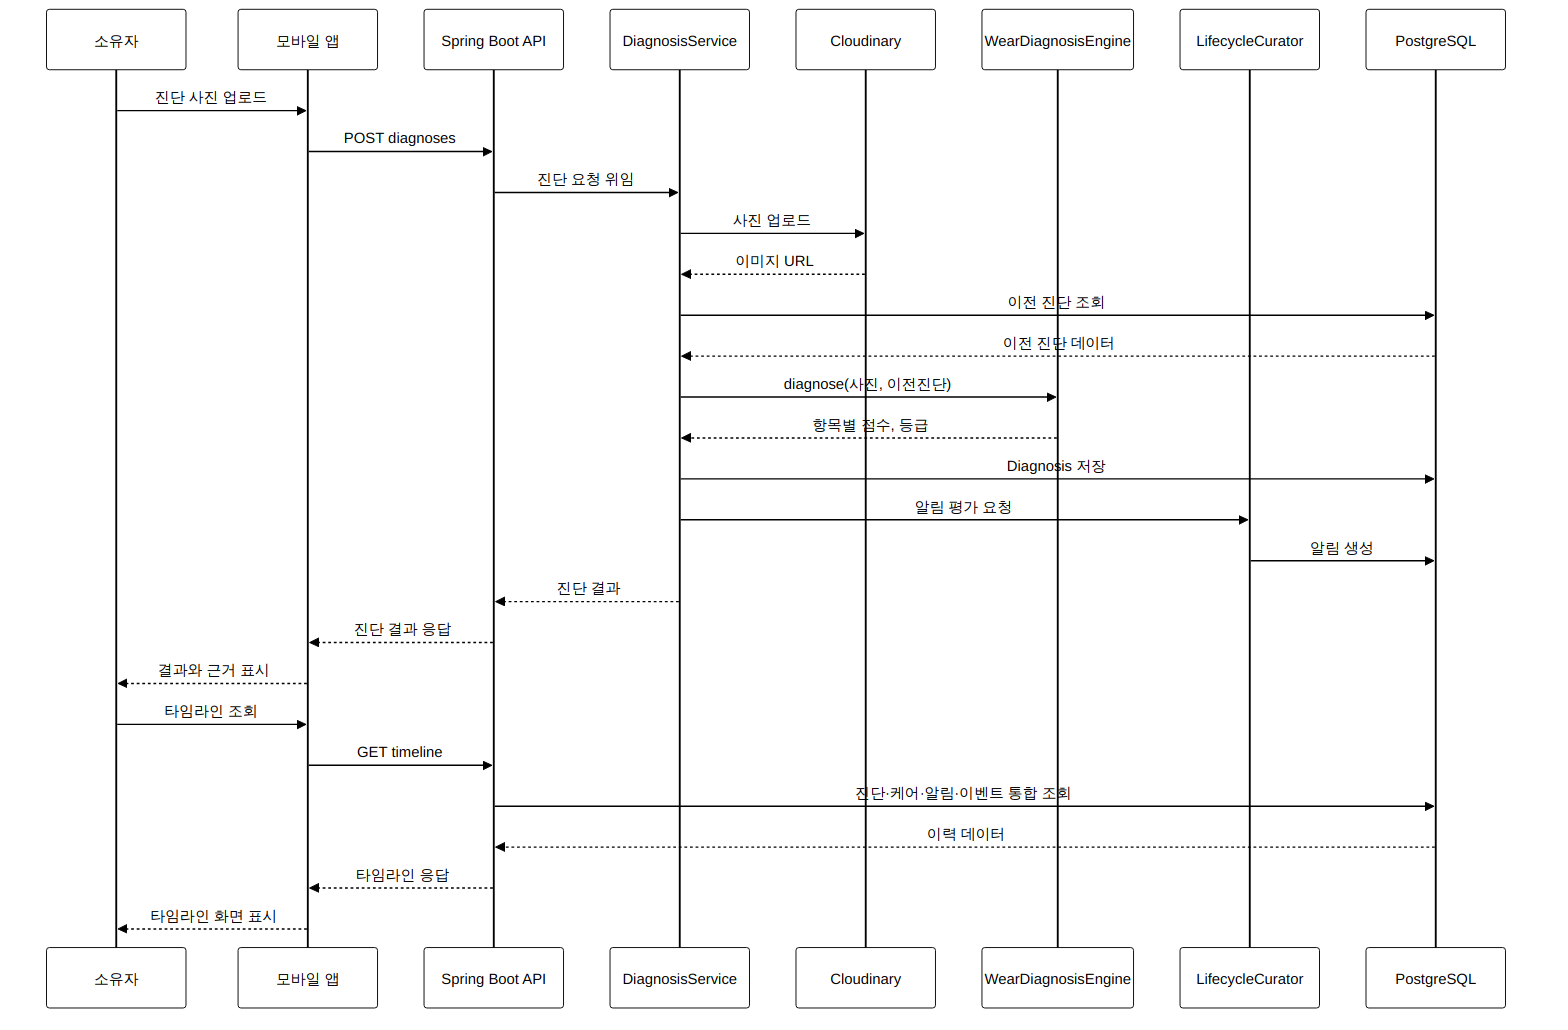 소유자
모바일 앱
Spring Boot API
DiagnosisService
Cloudinary
WearDiagnosisEngine
LifecycleCurator
PostgreSQL
진단 사진 업로드
POST diagnoses
진단 요청 위임
사진 업로드
이미지 URL
이전 진단 조회
이전 진단 데이터
diagnose(사진, 이전진단)
항목별 점수, 등급
Diagnosis 저장
알림 평가 요청
알림 생성
진단 결과
진단 결과 응답
결과와 근거 표시
타임라인 조회
GET timeline
진단·케어·알림·이벤트 통합 조회
이력 데이터
타임라인 응답
타임라인 화면 표시
소유자
모바일 앱
Spring Boot API
DiagnosisService
Cloudinary
WearDiagnosisEngine
LifecycleCurator
PostgreSQL